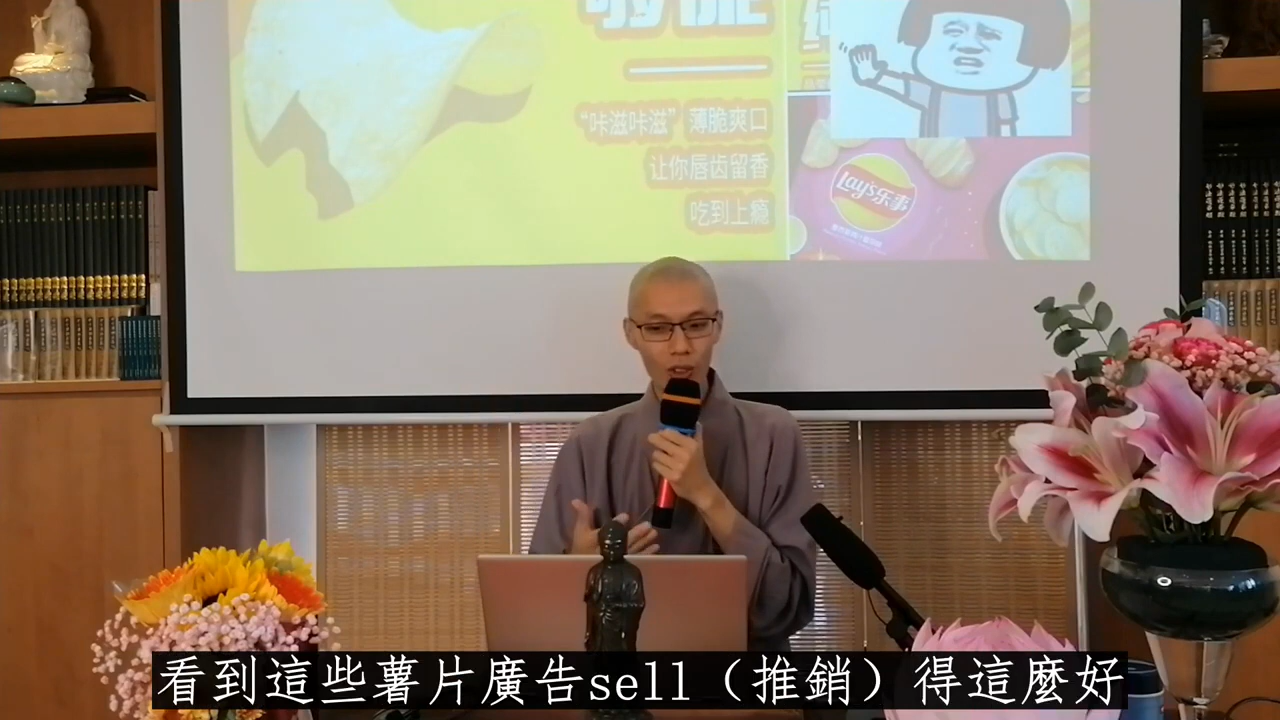 “咔滋咔滋”薄脆爽口
让你唇齿留香
吃到上瘾
Lay's乐事
看到這些薯片廣告sell（推銷）得這麼好